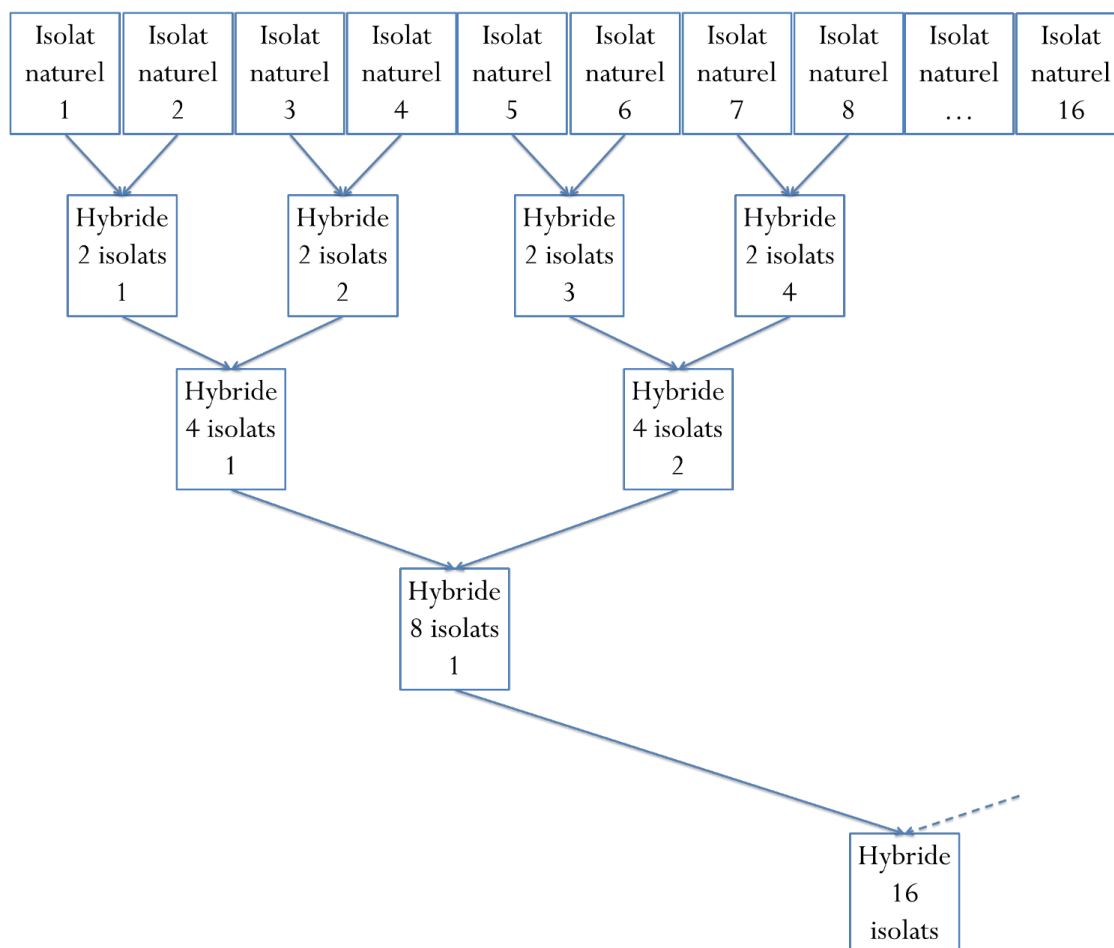 Isolat
naturel
1
Isolat
naturel
2
Isolat
naturel
3
Isolat
naturel
4
Isolat
naturel
5
Isolat
naturel
6
Isolat
naturel
7
Isolat
naturel
8
Isolat
naturel
…
Isolat
naturel
16
Hybride
2 isolats
1
Hybride
2 isolats
2
Hybride
2 isolats
3
Hybride
2 isolats
4
Hybride
4 isolats
1
Hybride
4 isolats
2
Hybride
8 isolats
1
Hybride
16
isolats